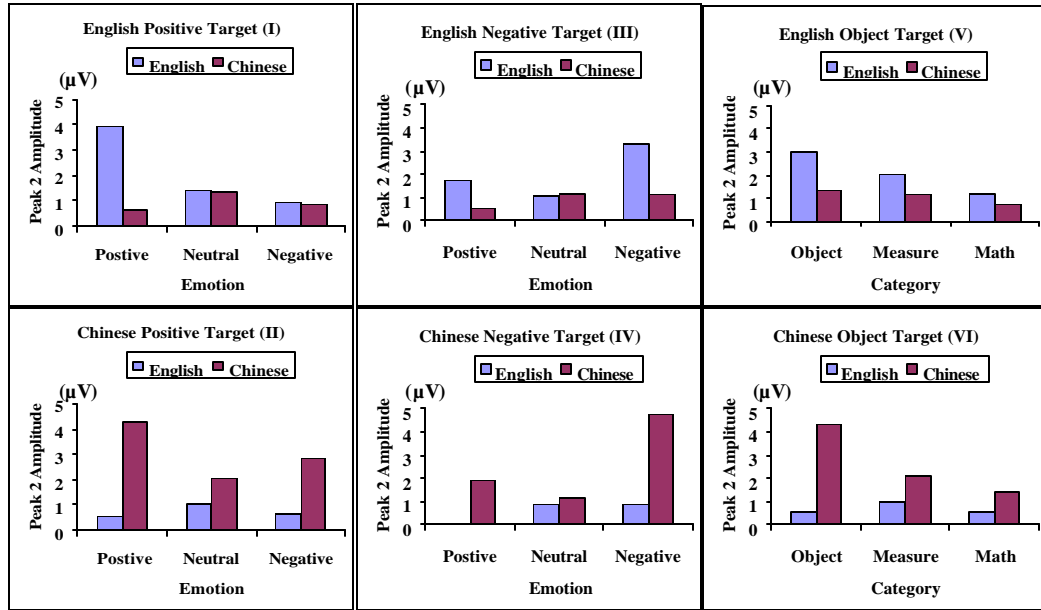 English Positive Target (I)
English Chinese
(µV)
Peak 2 Amplitude
5
4
3
2
1
0
Postive Neutral Negative
Emotion
English Negative Target (III)
English Chinese
(µV)
Peak 2 Amplitude
5
4
3
2
1
0
Postive Neutral Negative
Emotion
English Object Target (V)
English Chinese
(µV)
Peak 2 Amplitude
5
4
3
2
1
0
Object Measure Math
Category
Chinese Positive Target (II)
English Chinese
(µV)
Peak 2 Amplitude
5
4
3
2
1
0
Postive Neutral Negative
Emotion
Chinese Negative Target (IV)
English Chinese
(µV)
Peak 2 Amplitude
5
4
3
2
1
0
Postive Neutral Negative
Emotion
Chinese Object Target (VI)
English Chinese
(µV)
Peak 2 Amplitude
5
4
3
2
1
0
Object Measure Math
Category